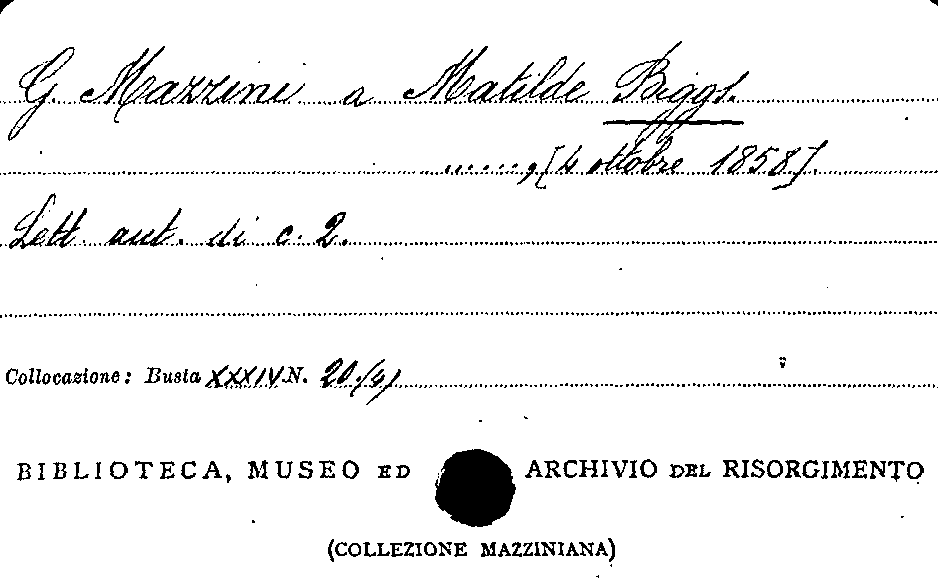 G. Mazzini a Matilde Biggs.
......, [4 ottobre 1858].
Lett. aut. di c. 2.
Collocazione: Busta XXXIV N. 20/4/
BIBLIOTECA, MUSEO ED ARCHIVIO DEL RISORGIMENTO
(COLLEZIONE MAZZINIANA)